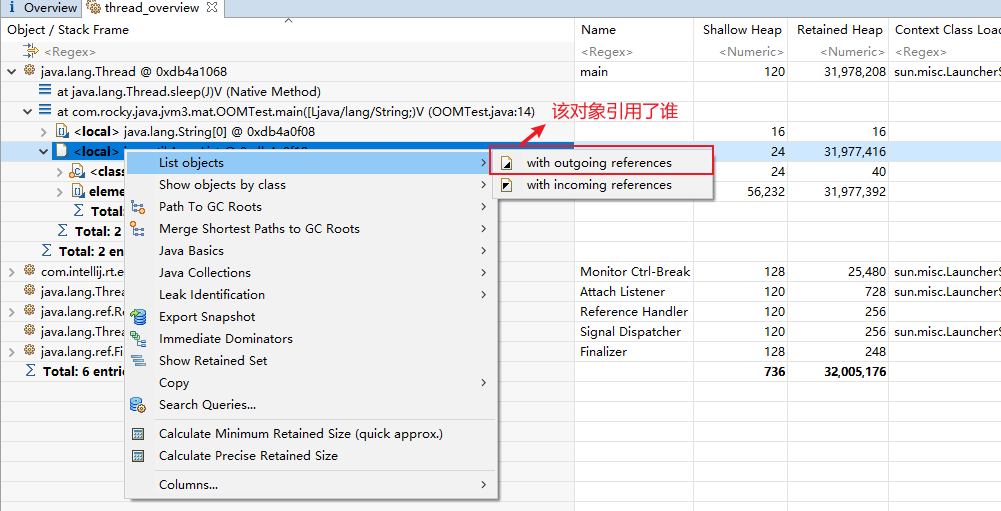 Overview thread_overview
Object / Stack Frame Name Shallow Heap Retained Heap Context Class Load
<Regex> <Regex> <Numeric> <Numeric> <Regex>
java.lang.Thread @ 0xdb4a1068 main 120 31,978,208 sun.misc.LauncherS
at java.lang.Thread.sleep(J)V (Native Method)
at com.rocky.java.jvm3.mat.OOMTest.main([Ljava/lang/String;)V (OOMTest.java:14) 该对象引用了谁
<local> java.lang.String[0] @ 0xdb4a0f08 16 16
<local> 24 31,977,416
List objects with outgoing references
<clas 24 40
Show objects by class with incoming references
eleme 56,232 31,977,392
Path To GC Roots
Total:
Merge Shortest Paths to GC Roots
Total: 2
Java Basics
Total: 2 en
Java Collections
com.intellij.rt.e Monitor Ctrl-Break 128 25,480 sun.misc.LauncherS
Leak Identification
java.lang.Threa Attach Listener 120 728 sun.misc.LauncherS
Export Snapshot
java.lang.ref.Re Reference Handler 120 256
Immediate Dominators
java.lang.Threa Signal Dispatcher 120 256 sun.misc.LauncherS
Show Retained Set
java.lang.ref.Fi Finalizer 128 248
Total: 6 entrie 736 32,005,176
Copy
Search Queries...
Calculate Minimum Retained Size (quick approx.)
Calculate Precise Retained Size
Columns...